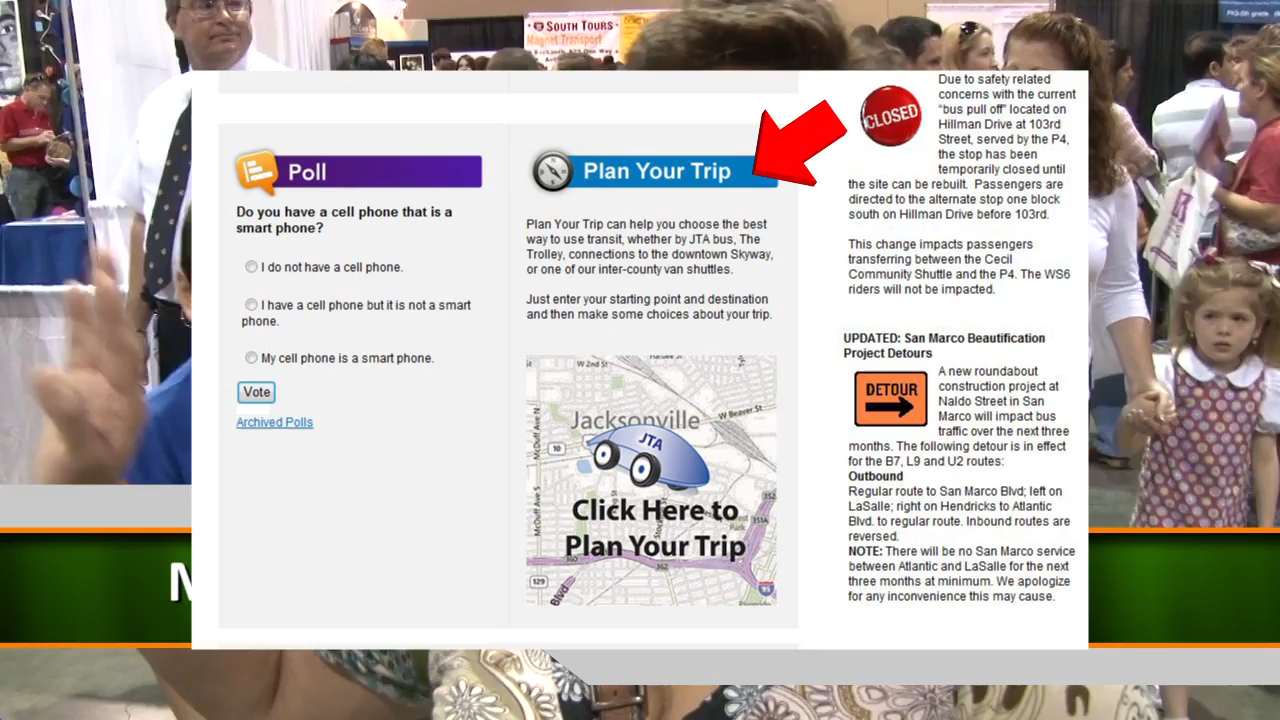 SOUTH TOURS
Magnet Transport
PK3-5th grade
Poll
Do you have a cell phone that is a
smart phone?
I do not have a cell phone.
I have a cell phone but it is not a smart
phone.
My cell phone is a smart phone.
Vote
Archived Polls
Plan Your Trip
Plan Your Trip can help you choose the best
way to use transit, whether by JTA bus, The
Trolley, connections to the downtown Skyway,
or one of our inter-county van shuttles.
Just enter your starting point and destination
and then make some choices about your trip.
W 2nd St
Jacksonville
W Beaver St
McDuff Ave N
10
JTA
McDuff Ave S
Click Here to
Plan Your Trip
129
Blvd
95
CLOSED
Due to safety related
concerns with the current
"bus pull off" located on
Hillman Drive at 103rd
Street, served by the P4,
the stop has been
temporarily closed until
the site can be rebuilt. Passengers are
directed to the alternate stop one block
south on Hillman Drive before 103rd.
This change impacts passengers
transferring between the Cecil
Community Shuttle and the P4. The WS6
riders will not be impacted.
UPDATED: San Marco Beautification
Project Detours
DETOUR
A new roundabout
construction project at
Naldo Street in San
Marco will impact bus
traffic over the next three
months. The following detour is in effect
for the B7, L9 and U2 routes:
Outbound
Regular route to San Marco Blvd; left on
LaSalle; right on Hendricks to Atlantic
Blvd. to regular route. Inbound routes are
reversed.
NOTE: There will be no San Marco service
between Atlantic and LaSalle for the next
three months at minimum. We apologize
for any inconvenience this may cause.